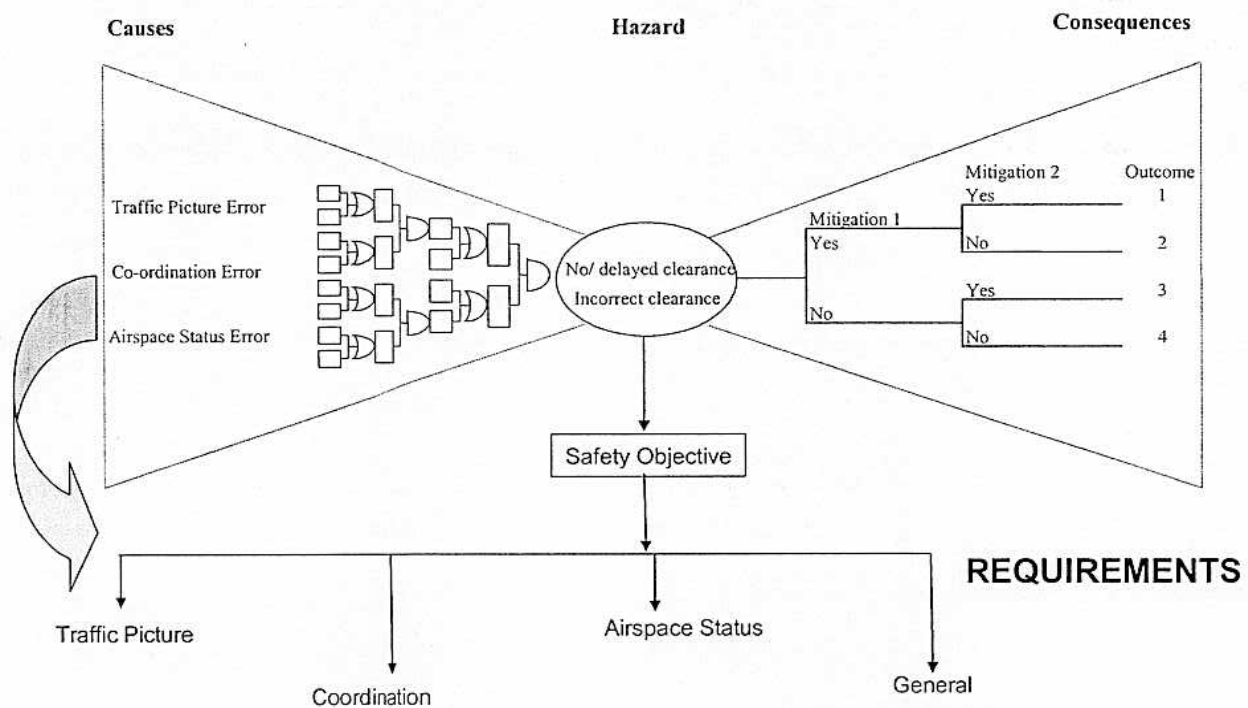 Causes
Hazard
Consequences
Traffic Picture Error
Co-ordination Error
Airspace Status Error
No/ delayed clearance
Incorrect clearance
Mitigation 1
Yes
No
Mitigation 2
Yes
No
Yes
No
Outcome
1
2
3
4
Safety Objective
REQUIREMENTS
Traffic Picture
Coordination
Airspace Status
General